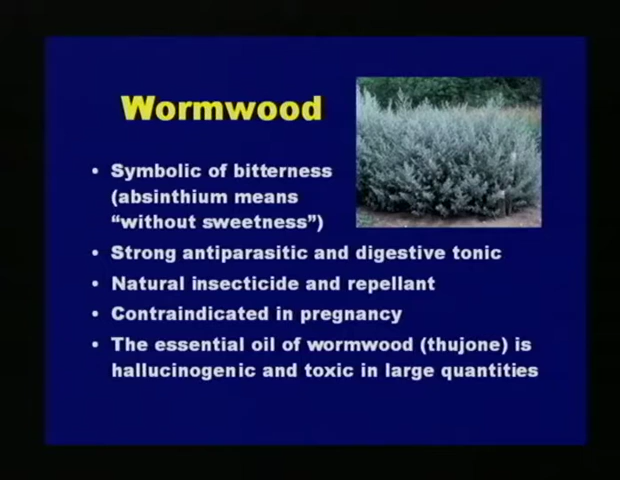 Wormwood
• Symbolic of bitterness
(absinthium means
“without sweetness”)
• Strong antiparasitic and digestive tonic
• Natural insecticide and repellant
• Contraindicated in pregnancy
• The essential oil of wormwood (thujone) is
hallucinogenic and toxic in large quantities